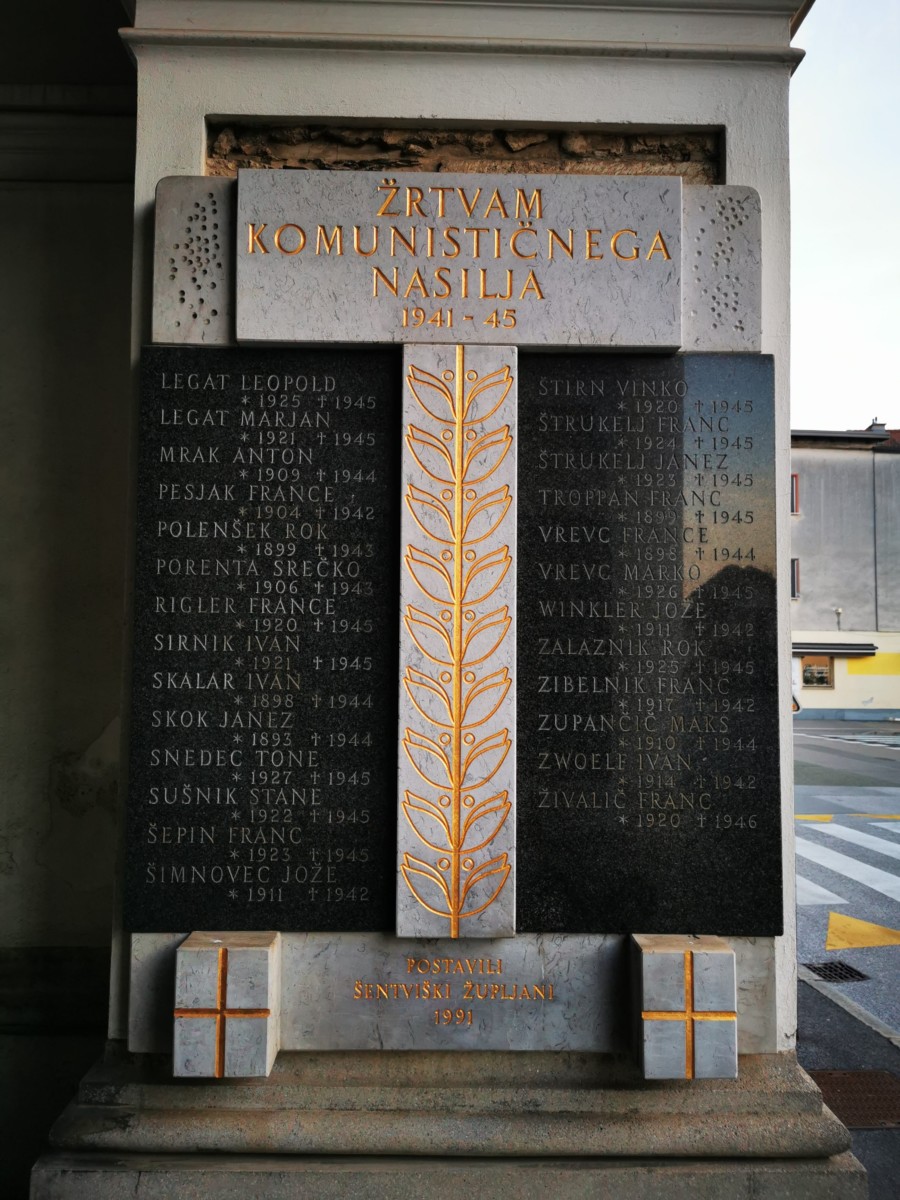 ŽRTVAM
KOMUNISTIČNEGA
NASILJA
1941 - 45
LEGAT LEOPOLD
* 1925 † 1945
LEGAT MARJAN
* 1921 † 1945
MRAK ANTON
* 1909 † 1944
PESJAK FRANCE
* 1904 † 1942
POLENŠEK ROK
* 1899 † 1943
PORENTA SREČKO
* 1906 † 1943
RIGLER FRANCE
* 1920 † 1945
SIRNIK IVAN
* 1921 † 1945
SKALAR IVAN
* 1898 † 1944
SKOK JANEZ
* 1893 † 1944
SNEDEC TONE
* 1927 † 1945
SUŠNIK STANE
* 1922 † 1945
ŠEPIN FRANC
* 1923 † 1945
ŠIMNOVEC JOŽE
* 1911 † 1942
ŠTIRN VINKO
* 1920 † 1945
ŠTRUKELJ FRANC
* 1924 † 1945
ŠTRUKELJ JANEZ
* 1923 † 1945
TROPPAN FRANC
* 1899 † 1945
VREVC FRANCE
* 1898 † 1944
VREVC MARKO
* 1926 † 1945
WINKLER JOŽE
* 1911 † 1942
ZALAZNIK ROK
* 1925 † 1945
ZIBELNIK FRANC
* 1917 † 1942
ZUPANČIČ MAKS
* 1910 † 1944
ZWOELF IVAN
* 1914 † 1942
ŽIVALIČ FRANC
* 1920 † 1946
POSTAVILI
ŠENTVIŠKI ŽUPLJANI
1991